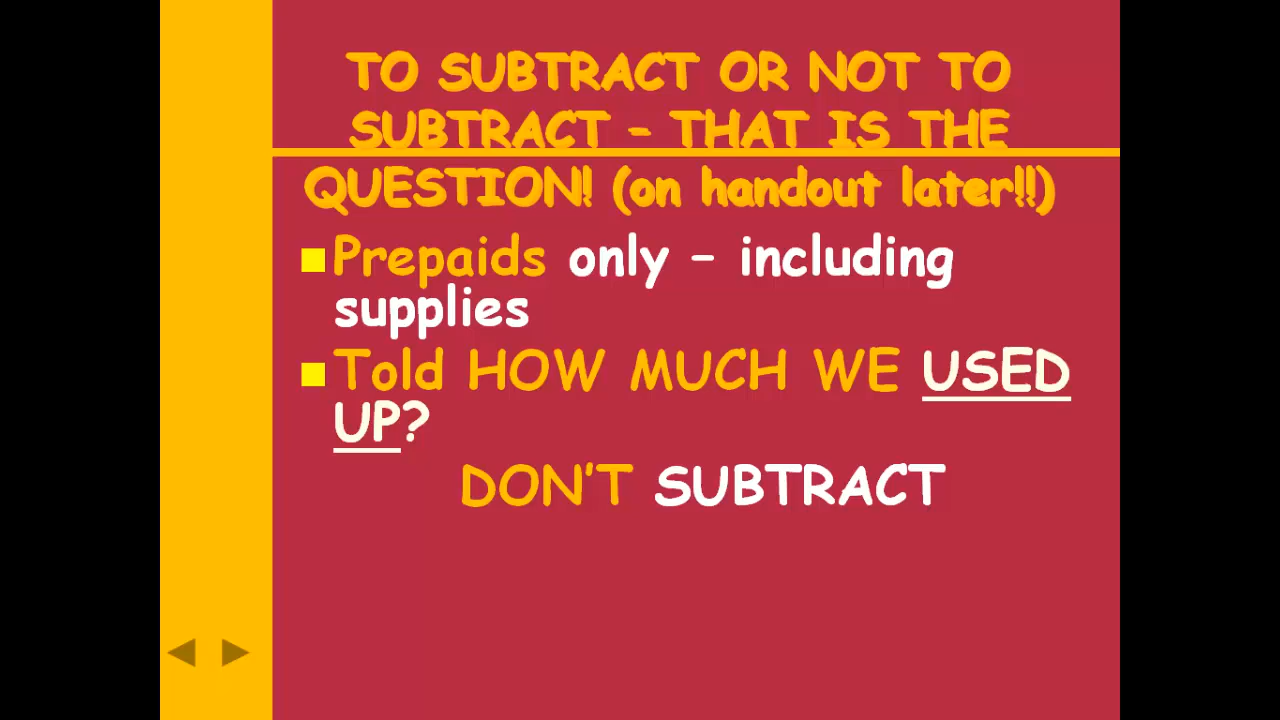 TO SUBTRACT OR NOT TO
SUBTRACT – THAT IS THE
QUESTION! (on handout later!!)
Prepaids only – including
supplies
Told HOW MUCH WE USED
UP?
DON'T SUBTRACT